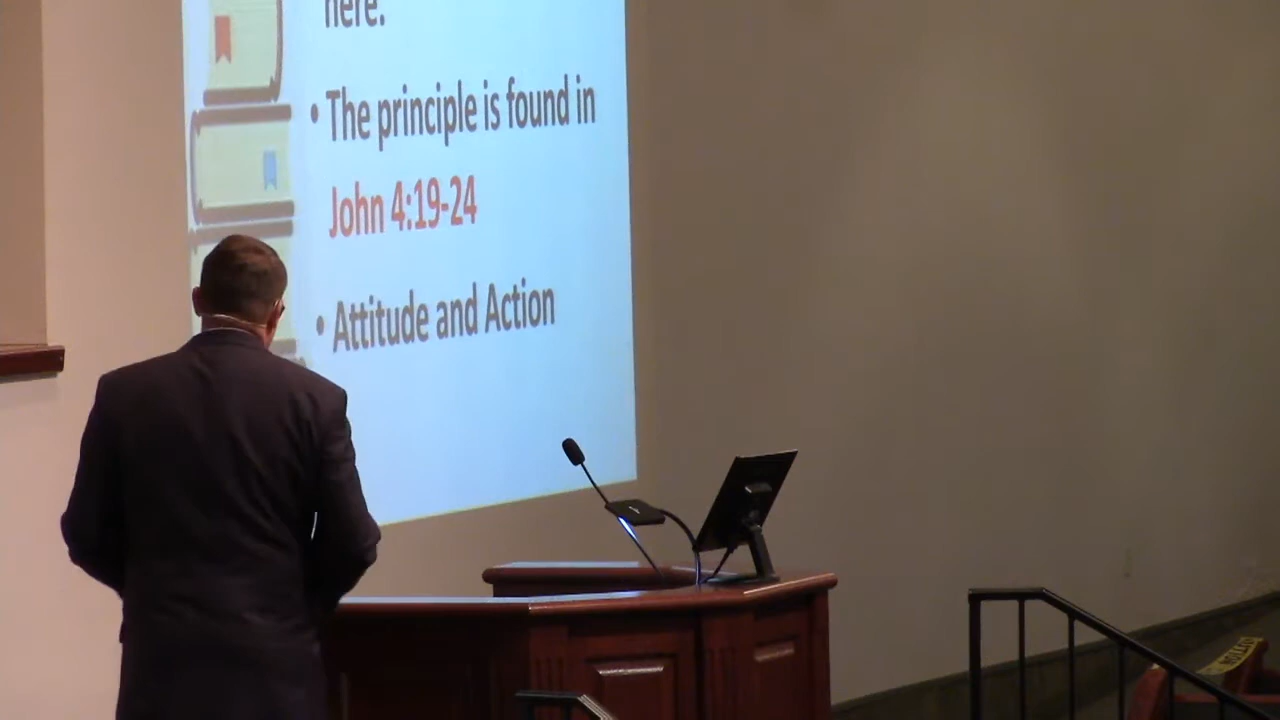 here.
• The principle is found in
John 4:19-24
• Attitude and Action